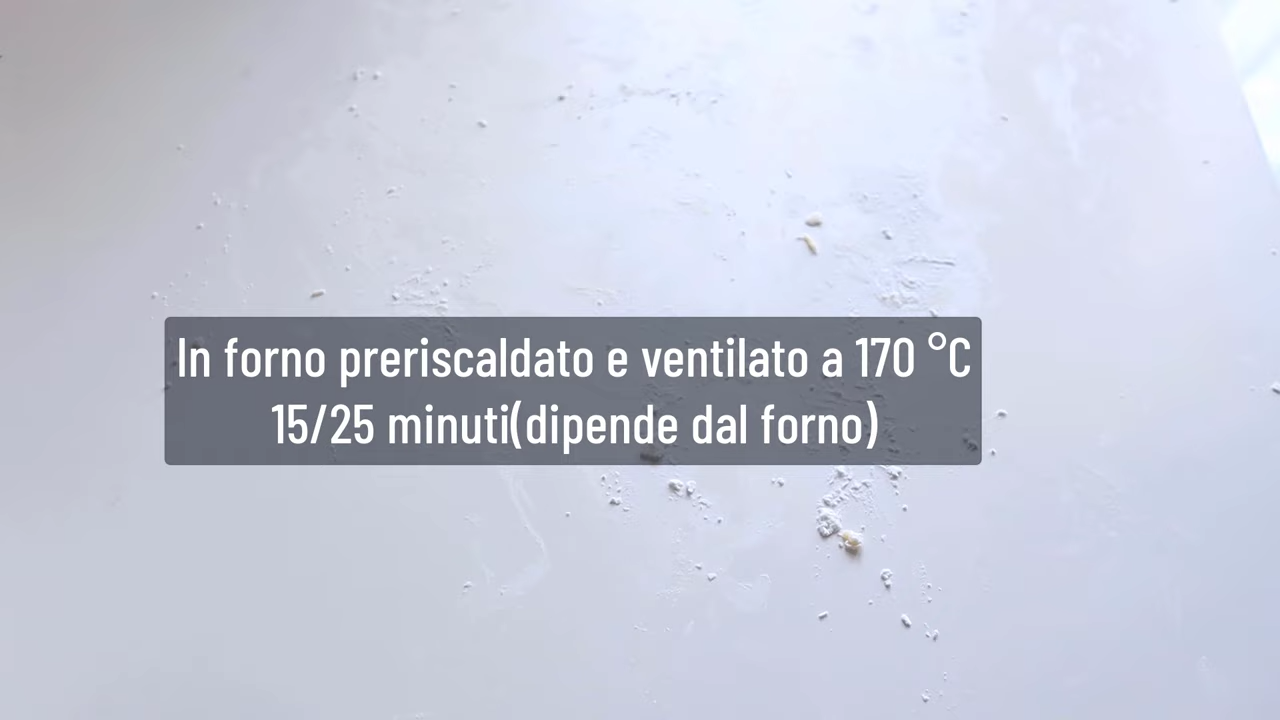 In forno preriscaldato e ventilato a 170 °C
15/25 minuti(dipende dal forno)